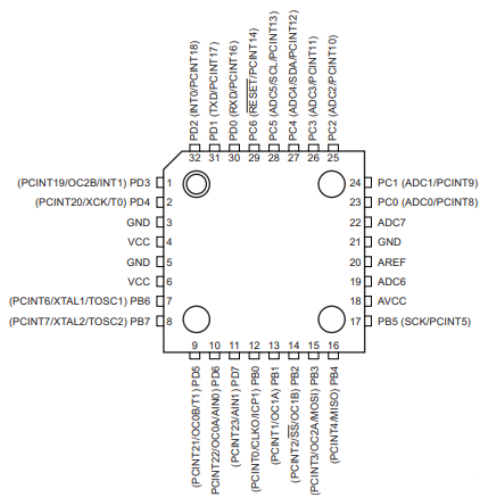 PD2 (INT0/PCINT18)
PD1 (TXD/PCINT17)
PD0 (RXD/PCINT16)
PC6 (RESET/PCINT14)
PC5 (ADC5/SCL/PCINT13)
PC4 (ADC4/SDA/PCINT12)
PC3 (ADC3/PCINT11)
PC2 (ADC2/PCINT10)
32 31 30 29 28 27 26 25
(PCINT19/OC2B/INT1) PD3 1
(PCINT20/XCK/T0) PD4 2
GND 3
VCC 4
GND 5
VCC 6
(PCINT6/XTAL1/TOSC1) PB6 7
(PCINT7/XTAL2/TOSC2) PB7 8
24 PC1 (ADC1/PCINT9)
23 PC0 (ADC0/PCINT8)
22 ADC7
21 GND
20 AREF
19 ADC6
18 AVCC
17 PB5 (SCK/PCINT5)
9 10 11 12 13 14 15 16
(PCINT21/OC0B/T1) PD5
(PCINT22/OC0A/AIN0) PD6
(PCINT23/AIN1) PD7
(PCINT0/CLKO/ICP1) PB0
(PCINT1/OC1A) PB1
(PCINT2/SS/OC1B) PB2
(PCINT3/OC2A/MOSI) PB3
(PCINT4/MISO) PB4